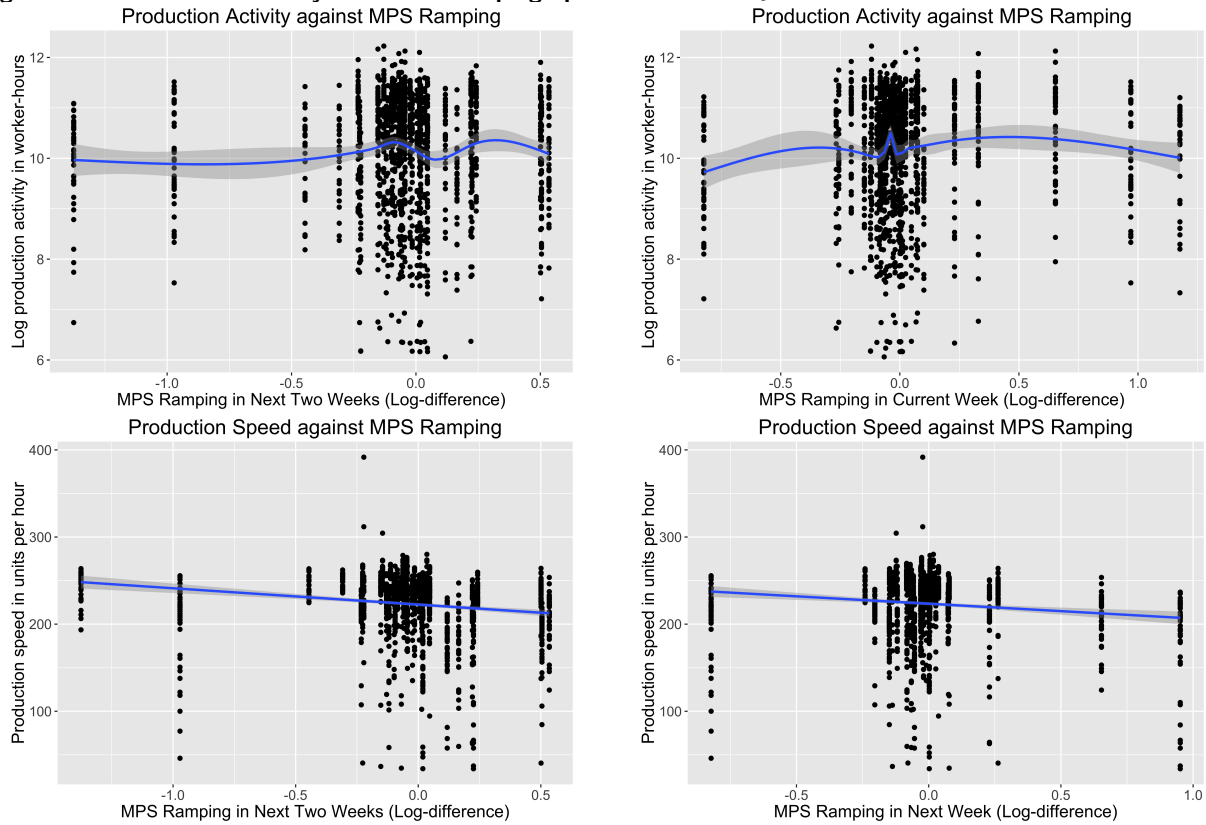 Production Activity against MPS Ramping
Log production activity in worker-hours
12
10
8
6
-1.0 -0.5 0.0 0.5
MPS Ramping in Next Two Weeks (Log-difference)
Production Activity against MPS Ramping
Log production activity in worker-hours
12
10
8
6
-0.5 0.0 0.5 1.0
MPS Ramping in Current Week (Log-difference)
Production Speed against MPS Ramping
Production speed in units per hour
400
300
200
100
-1.0 -0.5 0.0 0.5
MPS Ramping in Next Two Weeks (Log-difference)
Production Speed against MPS Ramping
Production speed in units per hour
400
300
200
100
-0.5 0.0 0.5 1.0
MPS Ramping in Next Week (Log-difference)